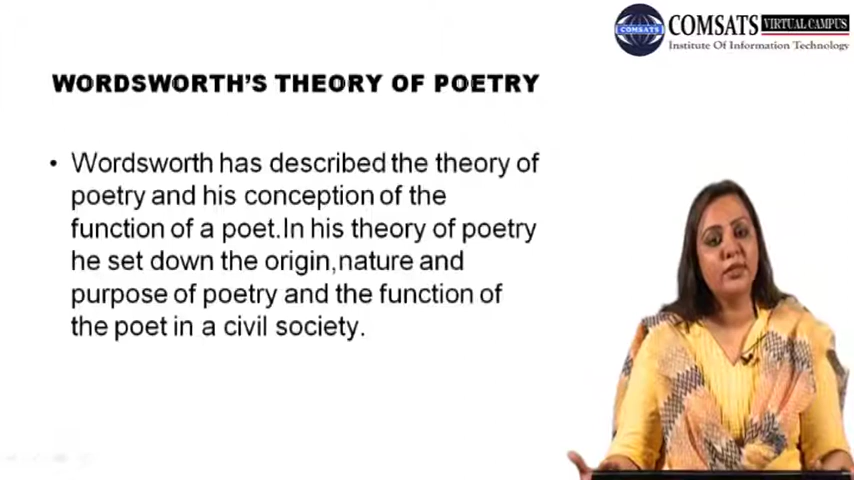 COMSATS VIRTUAL CAMPUS
COMSATS
Institute Of Information Technology
WORDSWORTH'S THEORY OF POETRY
• Wordsworth has described the theory of
poetry and his conception of the
function of a poet.In his theory of poetry
he set down the origin,nature and
purpose of poetry and the function of
the poet in a civil society.